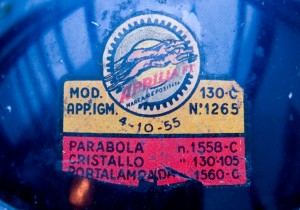 APRILIA
MARCA DEPOSITATA
MOD. 130-C
APP.IGM. N° 1265
4-10-55
PARABOLA n. 1558-C
CRISTALLO " 130-105
PORTALAMPADA " 1560-C